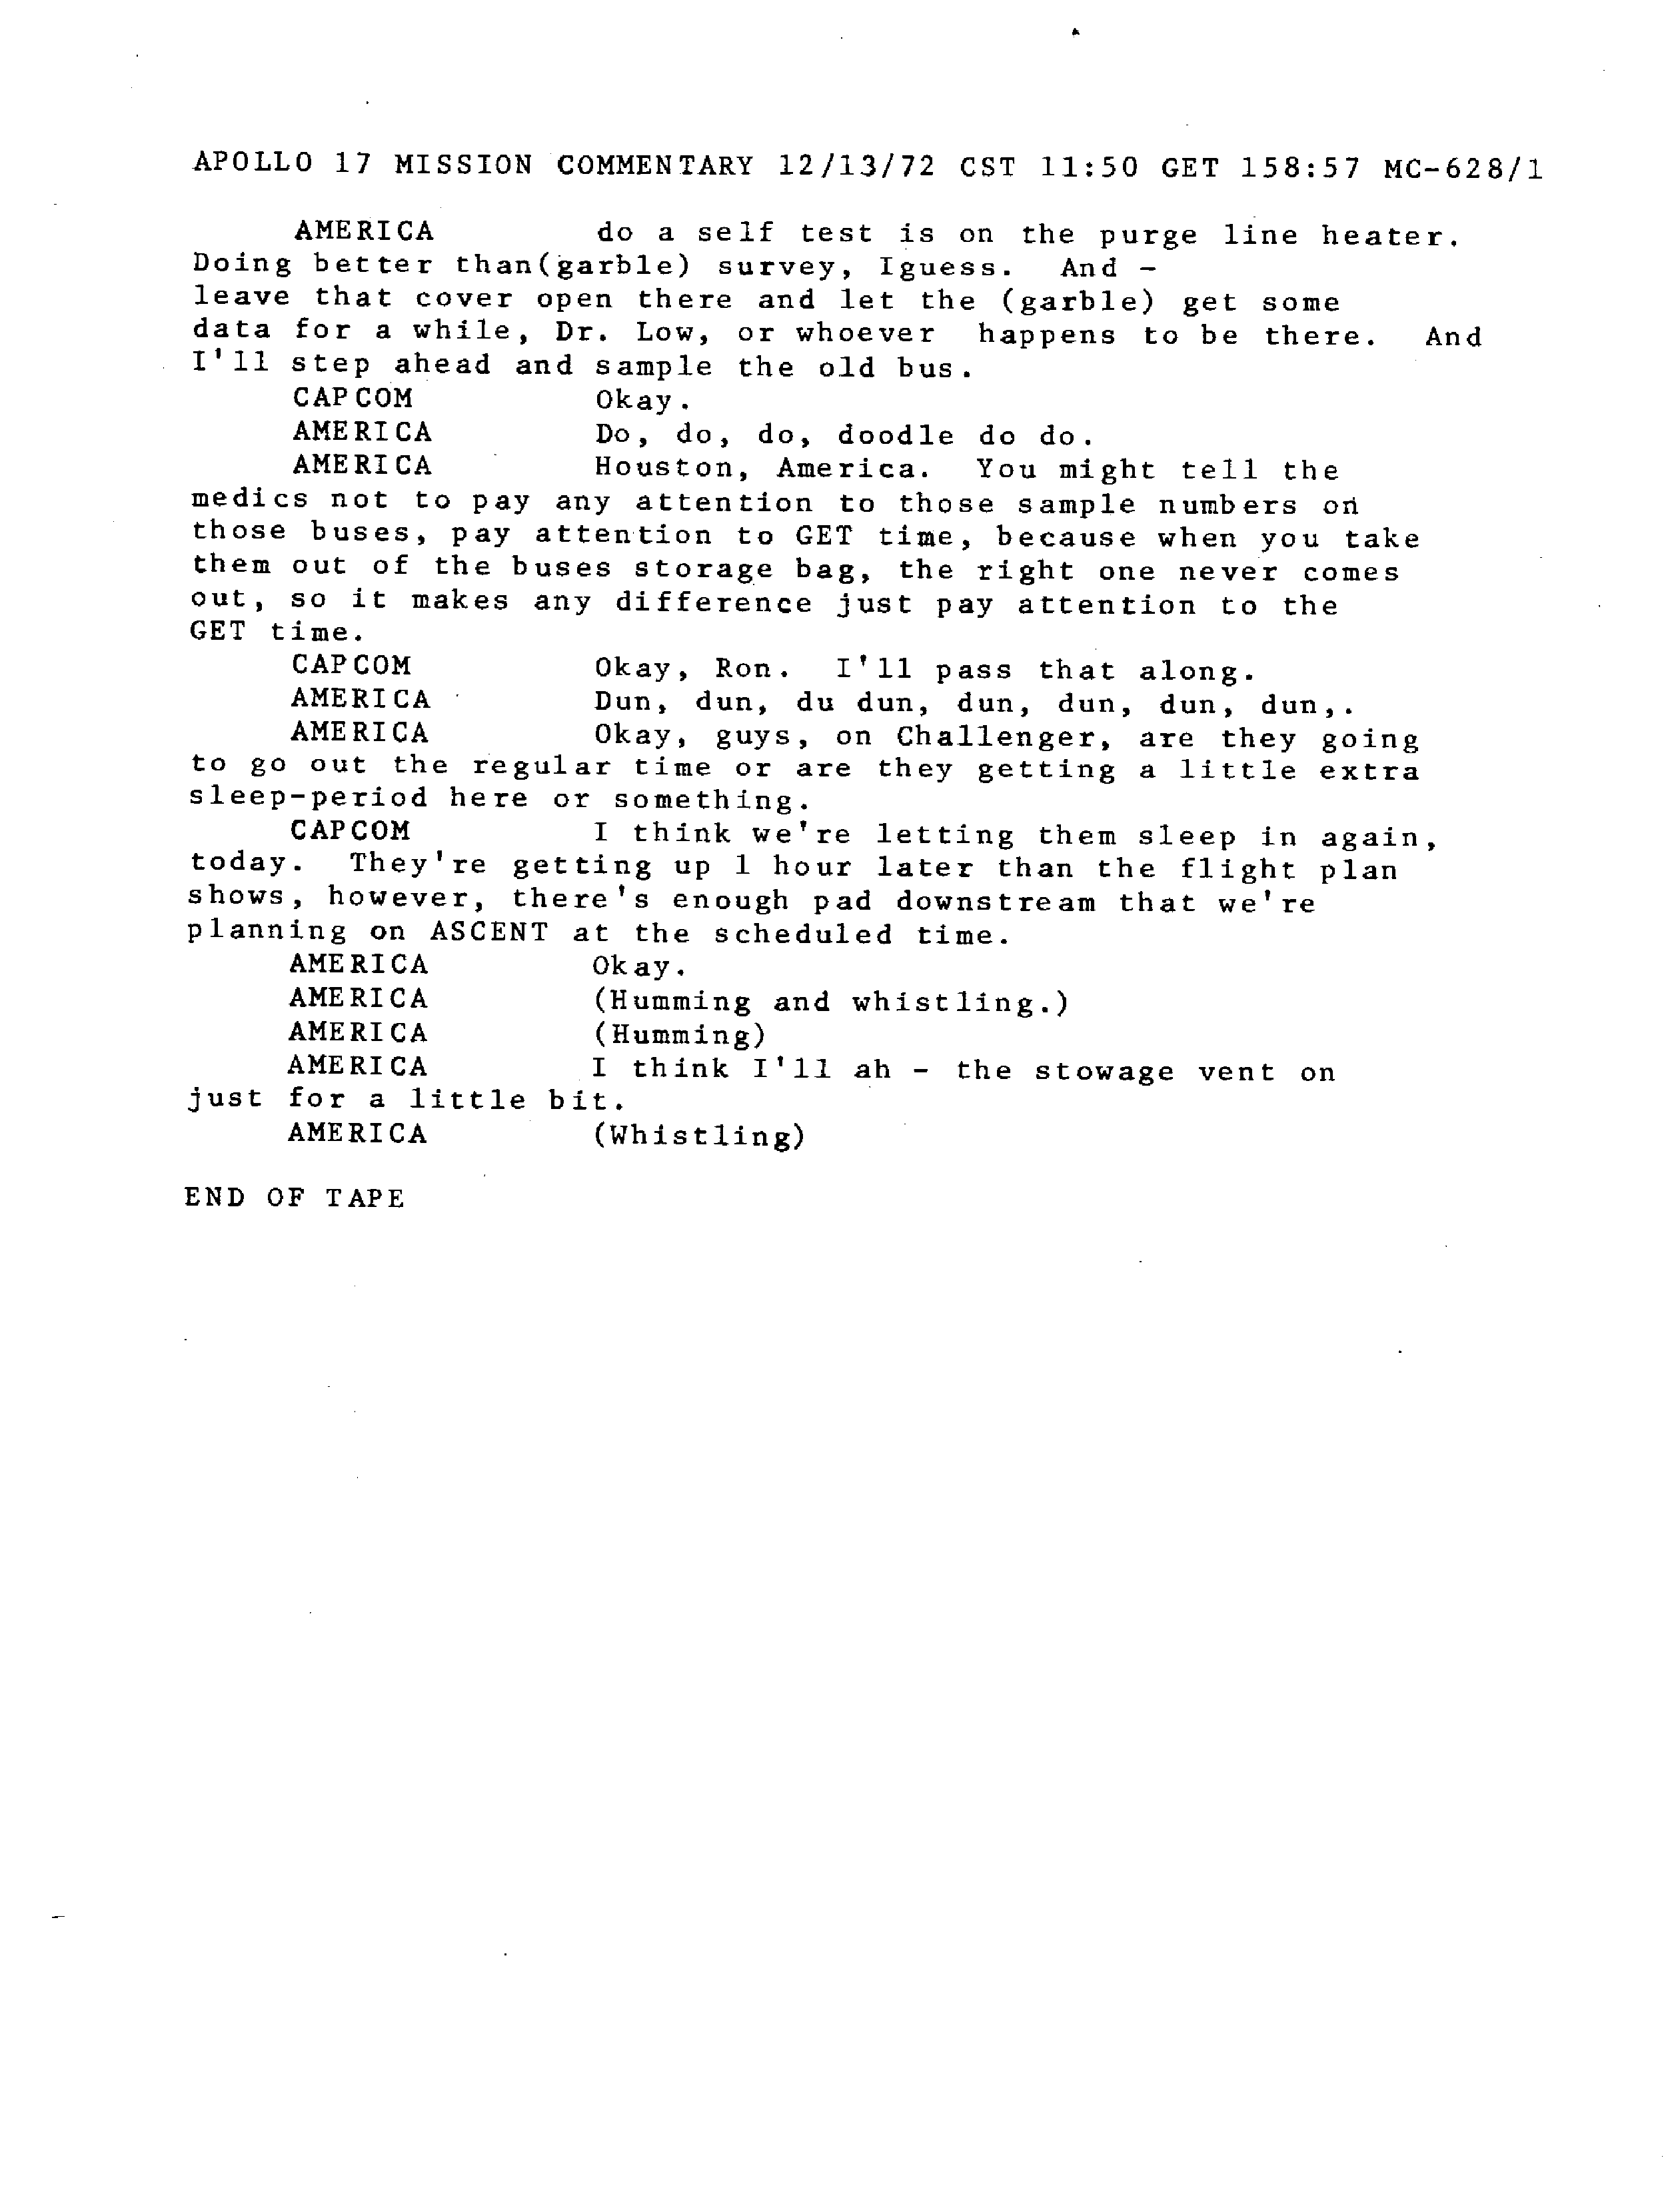 APOLLO 17 MISSION COMMENTARY 12/13/72 CST 11:50 GET 158:57 MC-628/1
AMERICA do a self test is on the purge line heater.
Doing better than(garble) survey, Iguess. And -
leave that cover open there and let the (garble) get some
data for a while, Dr. Low, or whoever happens to be there. And
I'll step ahead and sample the old bus.
CAPCOM Okay.
AMERICA Do, do, do, doodle do do.
AMERICA Houston, America. You might tell the
medics not to pay any attention to those sample numbers on
those buses, pay attention to GET time, because when you take
them out of the buses storage bag, the right one never comes
out, so it makes any difference just pay attention to the
GET time.
CAPCOM Okay, Ron. I'll pass that along.
AMERICA Dun, dun, du dun, dun, dun, dun, dun,.
AMERICA Okay, guys, on Challenger, are they going
to go out the regular time or are they getting a little extra
sleep-period here or something.
CAPCOM I think we're letting them sleep in again,
today. They're getting up 1 hour later than the flight plan
shows, however, there's enough pad downstream that we're
planning on ASCENT at the scheduled time.
AMERICA Okay.
AMERICA (Humming and whistling.)
AMERICA (Humming)
AMERICA I think I'll ah - the stowage vent on
just for a little bit.
AMERICA (Whistling)
END OF TAPE